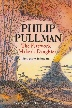 PHILIP
PULLMAN
The Firework-
Maker's Daughter